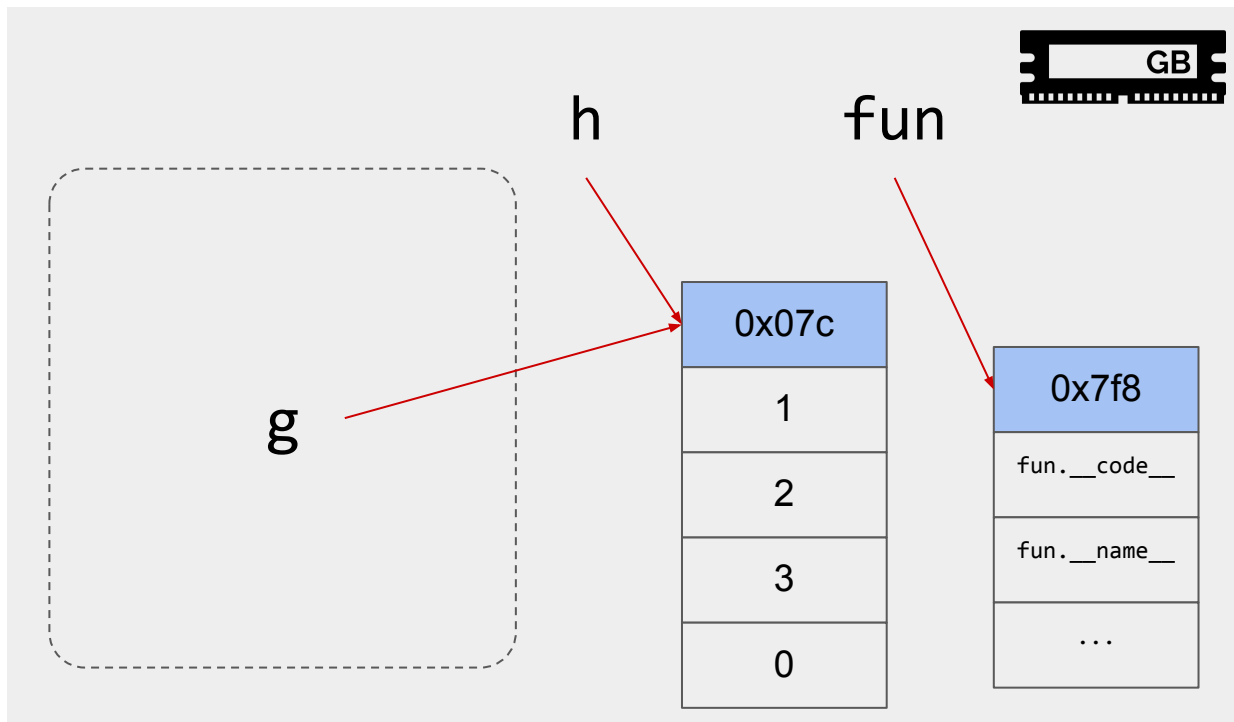 GB
h
fun
g
0x07c
1
2
3
0
0x7f8
fun.__code__
fun.__name__
...